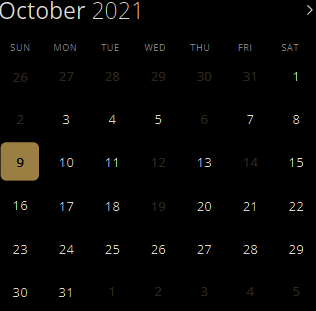 October 2021
SUN MON TUE WED THU FRI SAT
26 27 28 29 30 31 1
2 3 4 5 6 7 8
9 10 11 12 13 14 15
16 17 18 19 20 21 22
23 24 25 26 27 28 29
30 31 1 2 3 4 5